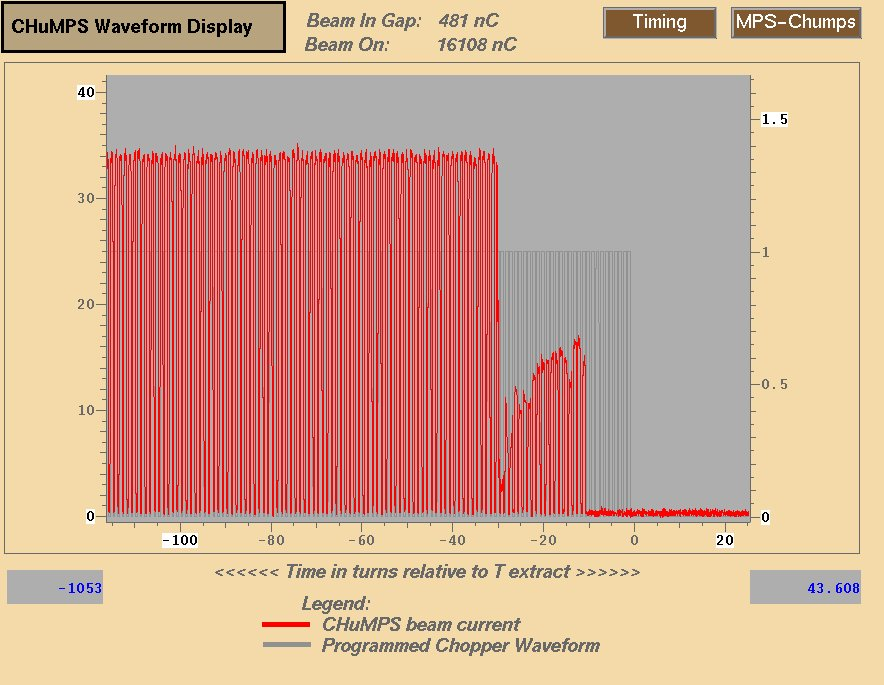 CHuMPS Waveform Display
Beam In Gap: 481 nC
Beam On: 16108 nC
Timing
MPS-Chumps
40
30
20
10
0
1.5
1
0.5
0
-100 -80 -60 -40 -20 0 20
<<<<<< Time in turns relative to T extract >>>>>>
-1053
43.608
Legend:
CHuMPS beam current
Programmed Chopper Waveform